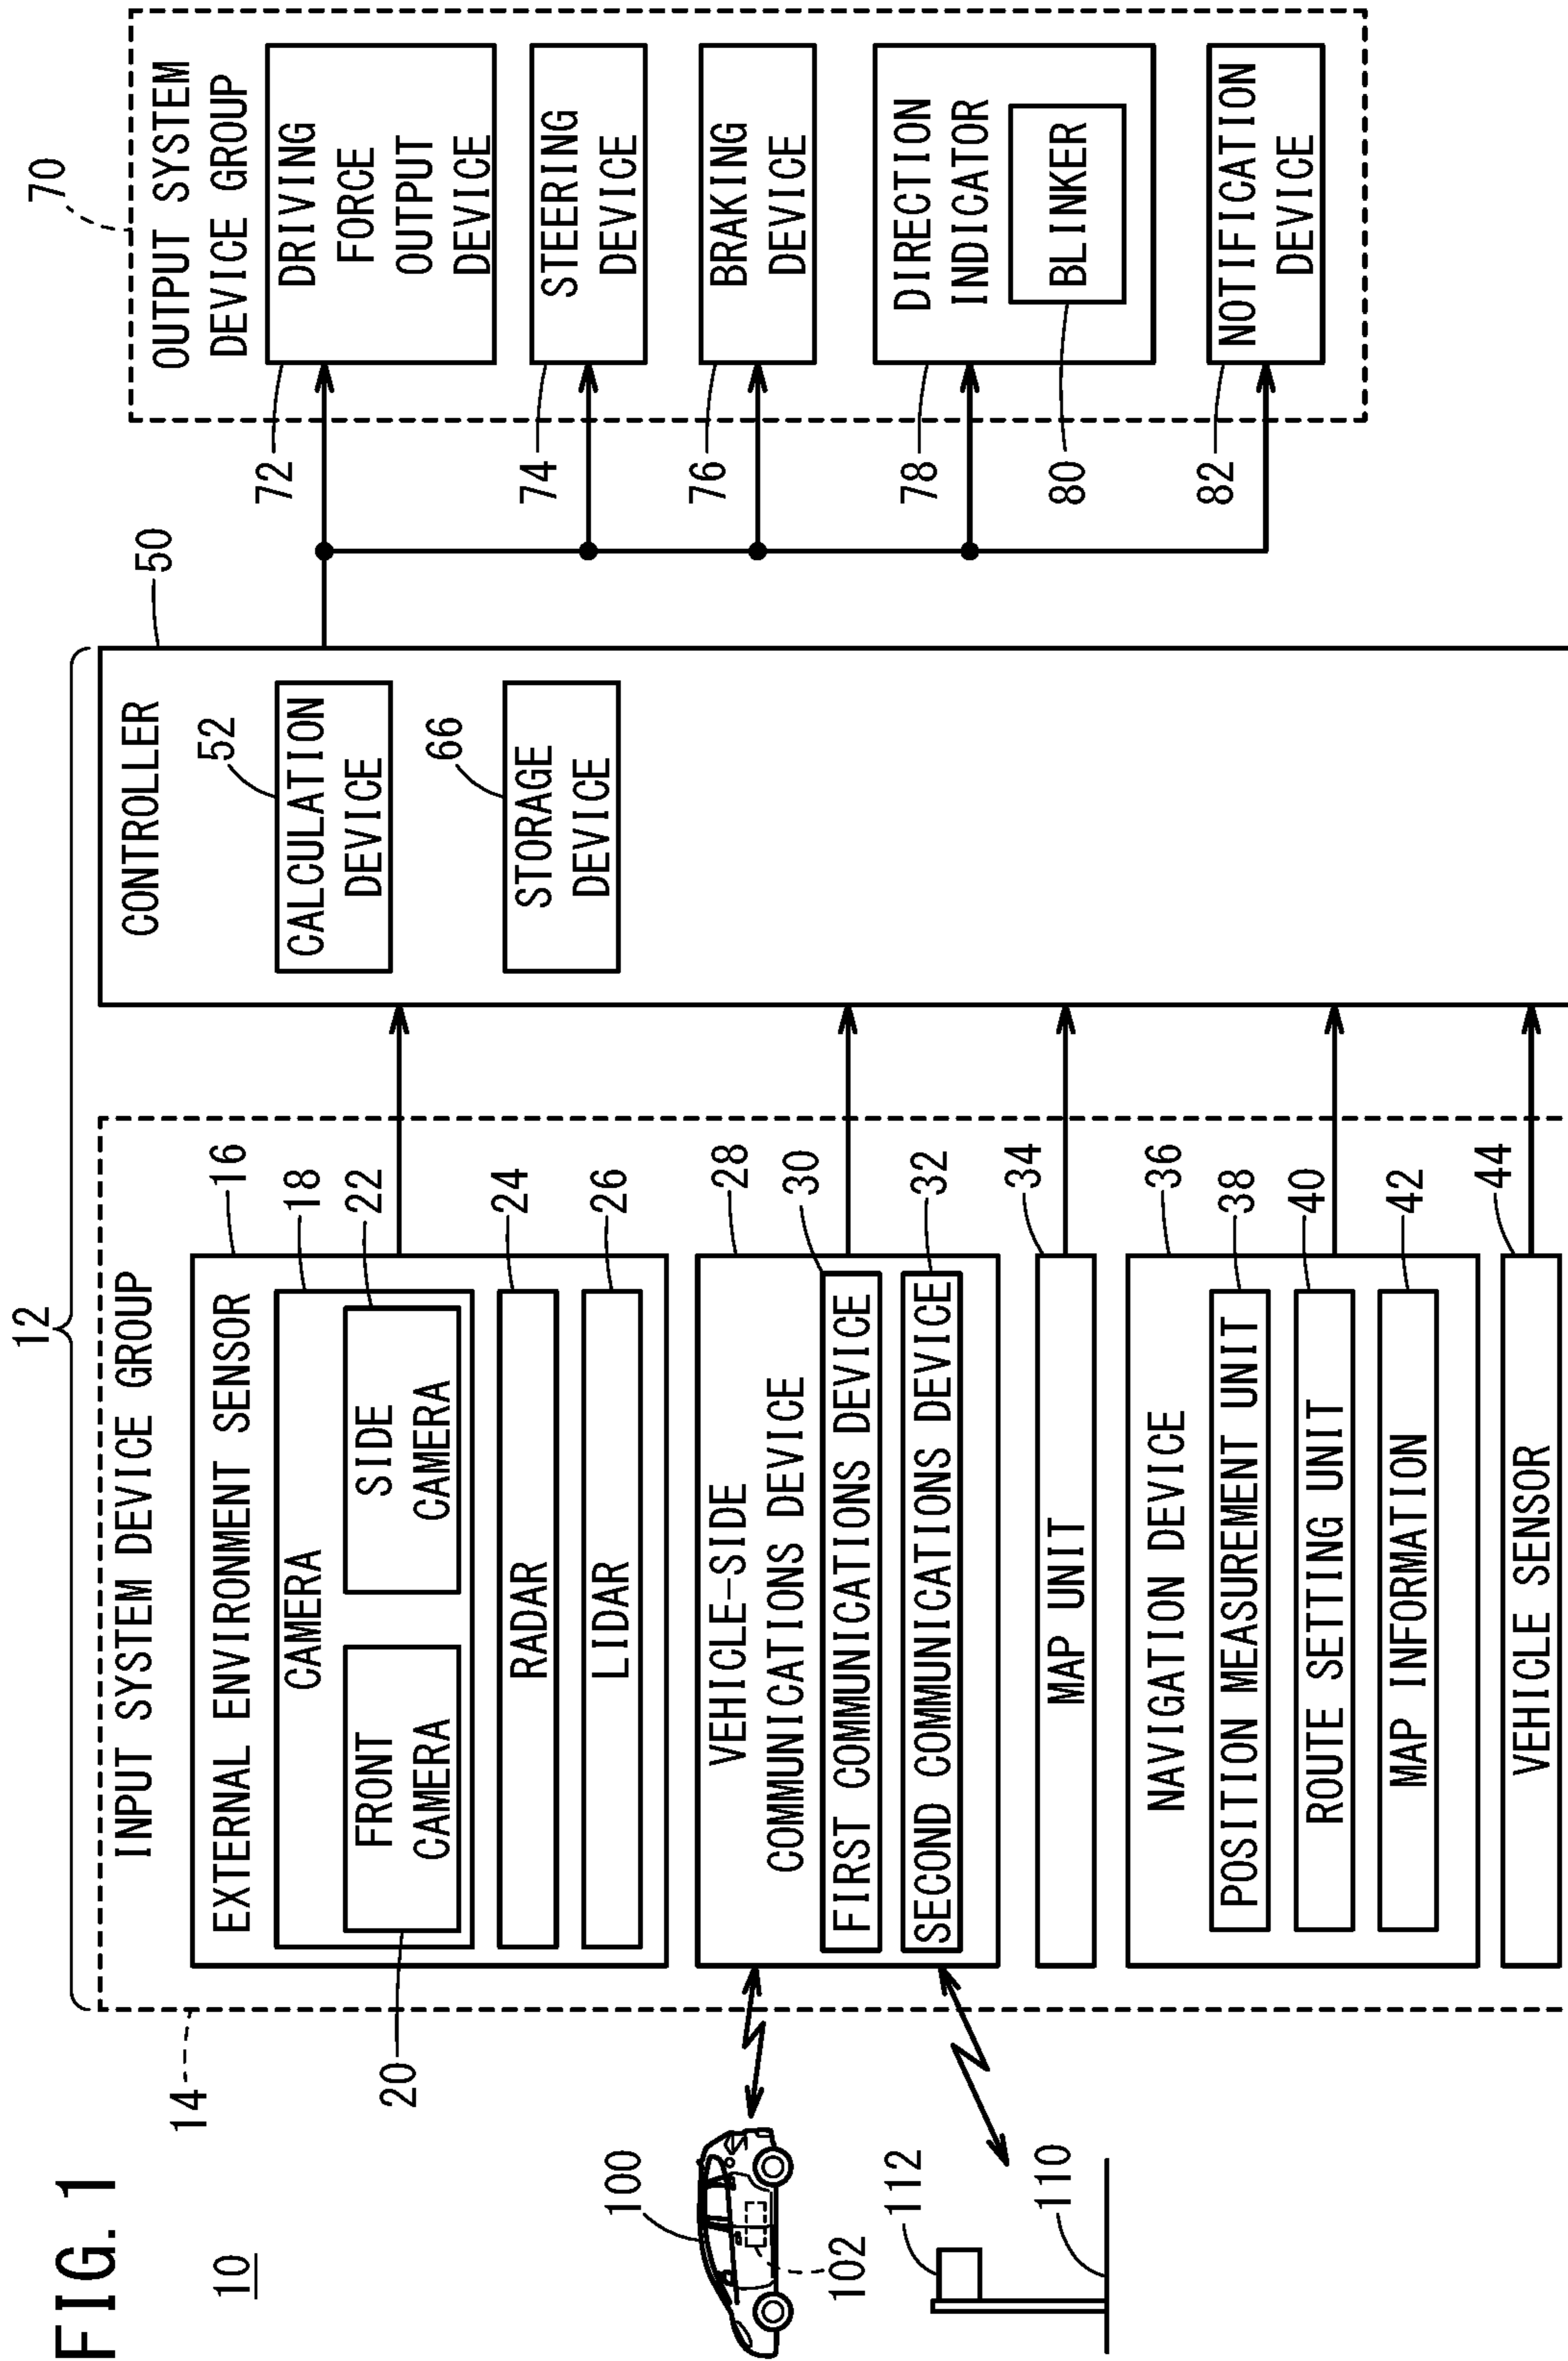 FIG. 1
10
12
14
INPUT SYSTEM DEVICE GROUP
EXTERNAL ENVIRONMENT SENSOR
16
CAMERA
18
FRONT
CAMERA
20
SIDE
CAMERA
22
RADAR
24
LIDAR
26
VEHICLE-SIDE
COMMUNICATIONS DEVICE
28
FIRST COMMUNICATIONS DEVICE
30
SECOND COMMUNICATIONS DEVICE
32
MAP UNIT
34
NAVIGATION DEVICE
36
POSITION MEASUREMENT UNIT
38
ROUTE SETTING UNIT
40
MAP INFORMATION
42
VEHICLE SENSOR
44
100
102
112
110
CONTROLLER
50
CALCULATION
DEVICE
52
STORAGE
DEVICE
66
70
OUTPUT SYSTEM
DEVICE GROUP
DRIVING
FORCE
OUTPUT
DEVICE
72
STEERING
DEVICE
74
BRAKING
DEVICE
76
DIRECTION
INDICATOR
78
BLINKER
80
NOTIFICATION
DEVICE
82